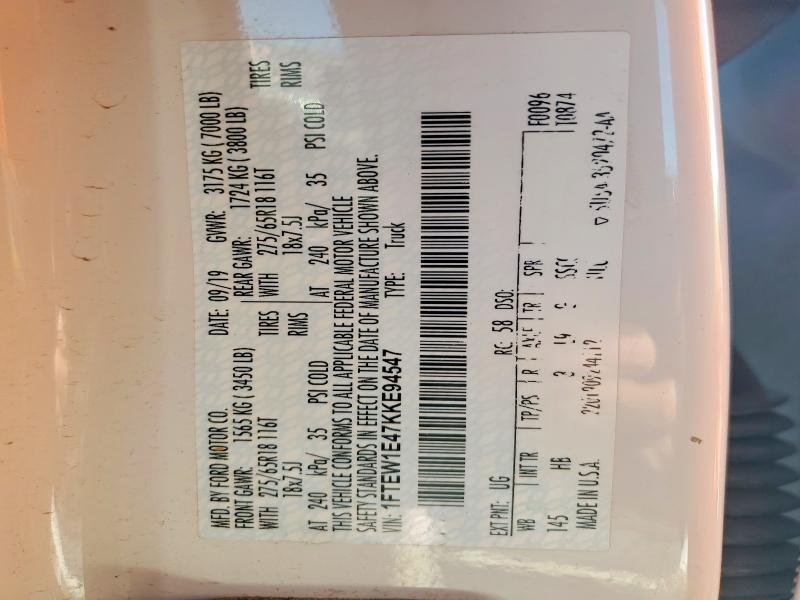 MFD. BY FORD MOTOR CO.
DATE: 09/19 GVWR: 3175 KG ( 7000 LB)
FRONT GAWR: 1565 KG ( 3450 LB) REAR GAWR: 1724 KG ( 3800 LB)
WITH 275/65R18 116T TIRES WITH 275/65R18 116T TIRES
18x7.5J RIMS 18x7.5J RIMS
AT 240 kPa/ 35 PSI COLD AT 240 kPa/ 35 PSI COLD
THIS VEHICLE CONFORMS TO ALL APPLICABLE FEDERAL MOTOR VEHICLE
SAFETY STANDARDS IN EFFECT ON THE DATE OF MANUFACTURE SHOWN ABOVE.
VIN: 1FTEW1E47KKE94547 TYPE: Truck
F0096
T0874
EXT PNT: UG RC: 58 DSO:
WB INT TR TP/PS R AXLE TR SPR
145 HB
MADE IN U.S.A.